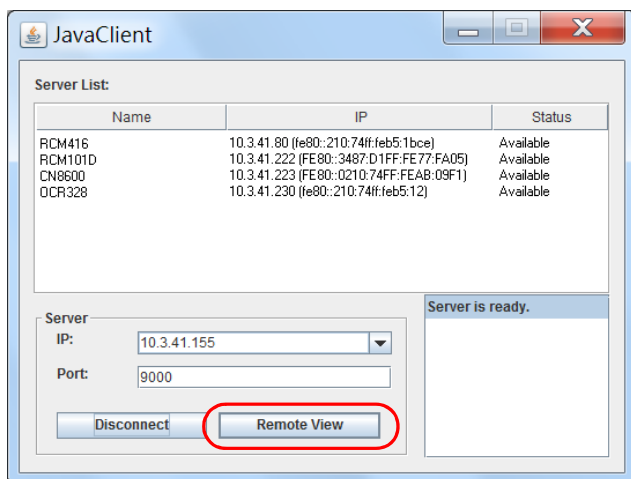 JavaClient
Server List:
Name IP Status
RCM416 10.3.41.80 (fe80::210:74ff:feb5:1bce) Available
RCM101D 10.3.41.222 (FE80::3487:D1FF:FE77:FA05) Available
CN8600 10.3.41.223 (FE80::0210:74FF:FEAB:09F1) Available
OCR328 10.3.41.230 (fe80::210:74ff:feb5:12) Available
Server
IP: 10.3.41.155
Port: 9000
Disconnect Remote View
Server is ready.